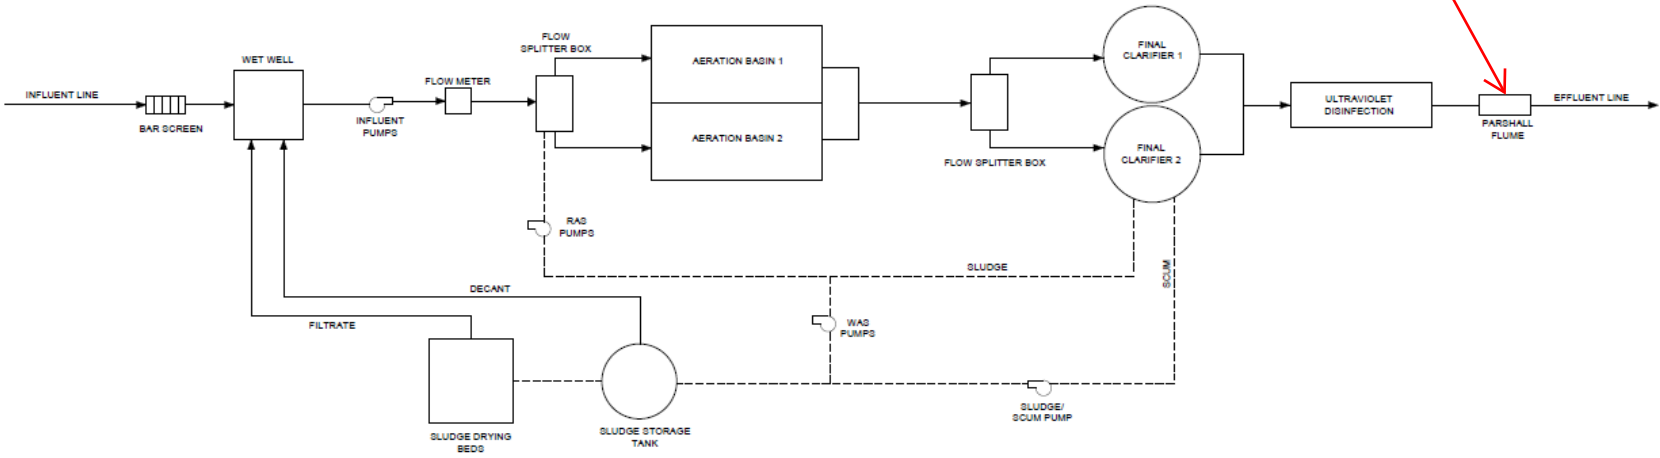 INFLUENT LINE
BAR SCREEN
WET WELL
INFLUENT
PUMPS
FLOW METER
FLOW
SPLITTER BOX
AERATION BASIN 1
AERATION BASIN 2
FLOW SPLITTER BOX
FINAL
CLARIFIER 1
FINAL
CLARIFIER 2
ULTRAVIOLET
DISINFECTION
PARSHALL
FLUME
EFFLUENT LINE
RAS
PUMPS
SLUDGE
SCUM
DECANT
FILTRATE
WAS
PUMPS
SLUDGE/
SCUM PUMP
SLUDGE DRYING
BEDS
SLUDGE STORAGE
TANK